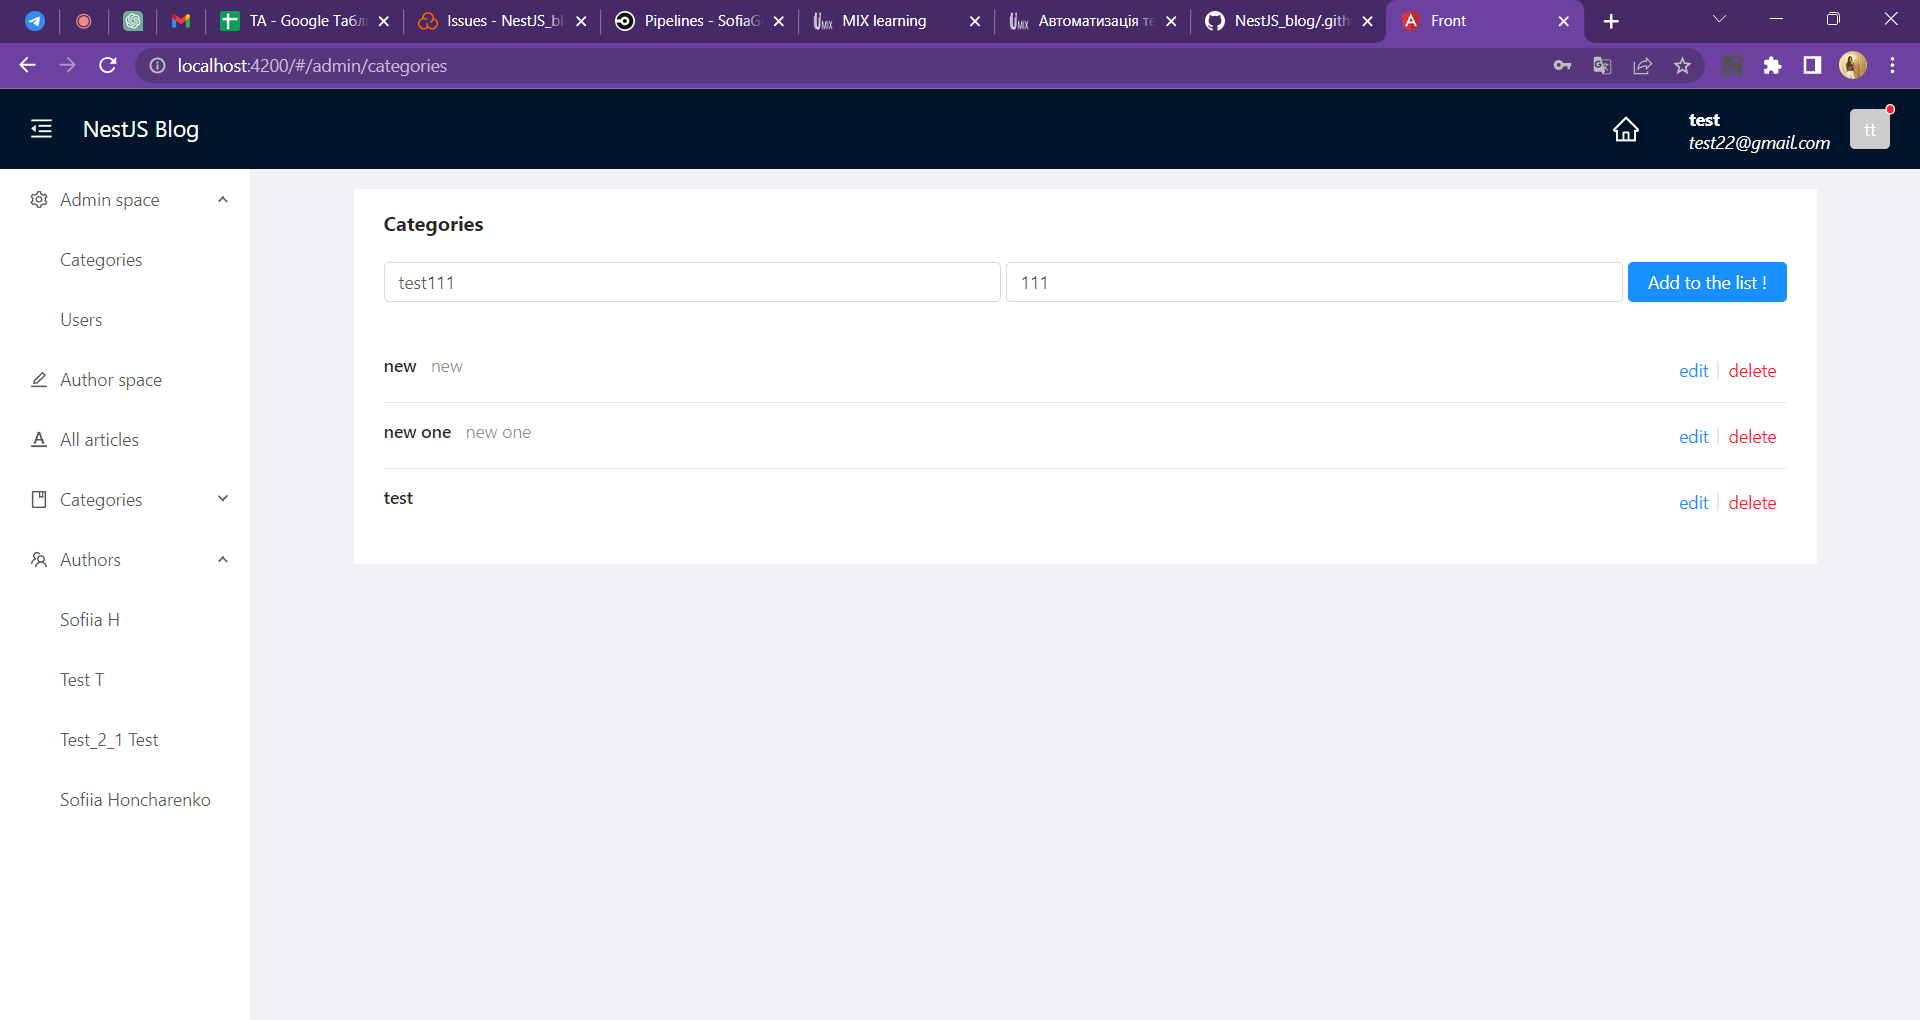 TA - Google Табл
Issues - NestJS_bl
Pipelines - SofiaG
MIX learning
Автоматизація те
NestJS_blog/.gith
Front
localhost:4200/#/admin/categories
NestJS Blog
test
test22@gmail.com
tt
Admin space
Categories
Users
Author space
All articles
Categories
Authors
Sofiia H
Test T
Test_2_1 Test
Sofiia Honcharenko
Categories
test111
111
Add to the list !
new new
edit delete
new one new one
edit delete
test
edit delete